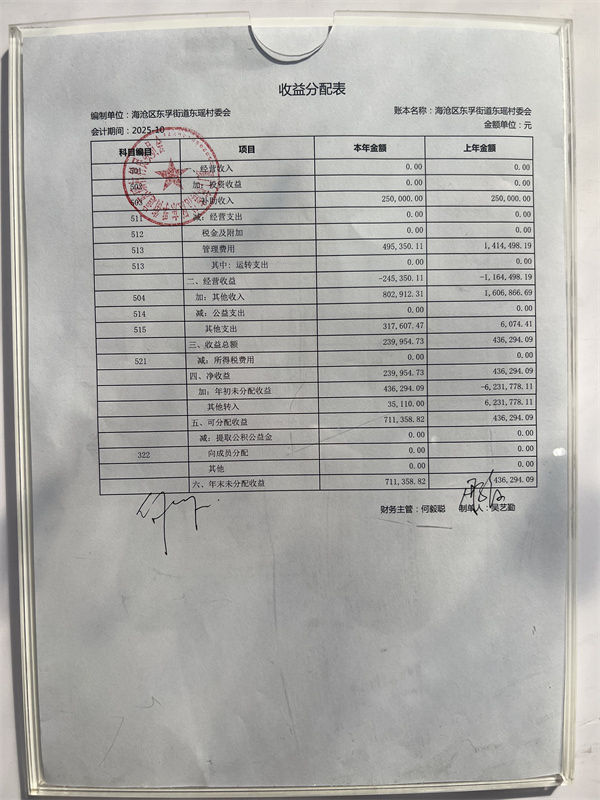 收益分配表
编制单位：海沧区东孚街道东瑶村委会 账本名称：海沧区东孚街道东瑶村委会
会计期间：2025-10 金额单位：元
科目编目 项目 本年金额 上年金额
经营收入 0.00 0.00
加：投资收益 0.00 0.00
补助收入 250,000.00 250,000.00
511 减：经营支出 0.00 0.00
512 税金及附加 0.00 0.00
513 管理费用 495,350.11 1,414,498.19
513 其中：运转支出 0.00 0.00
二、经营收益 -245,350.11 -1,164,498.19
504 加：其他收入 802,912.31 1,606,866.69
514 减：公益支出 0.00 0.00
515 其他支出 317,607.47 6,074.41
三、收益总额 239,954.73 436,294.09
521 减：所得税费用 0.00 0.00
四、净收益 239,954.73 436,294.09
加：年初未分配收益 436,294.09 -6,231,778.11
其他转入 35,110.00 6,231,778.11
五、可分配收益 711,358.82 436,294.09
减：提取公积公益金 0.00 0.00
322 向成员分配 0.00 0.00
其他 0.00 0.00
六、年末未分配收益 711,358.82 436,294.09
财务主管：何毅聪 制单人：吴艺勤